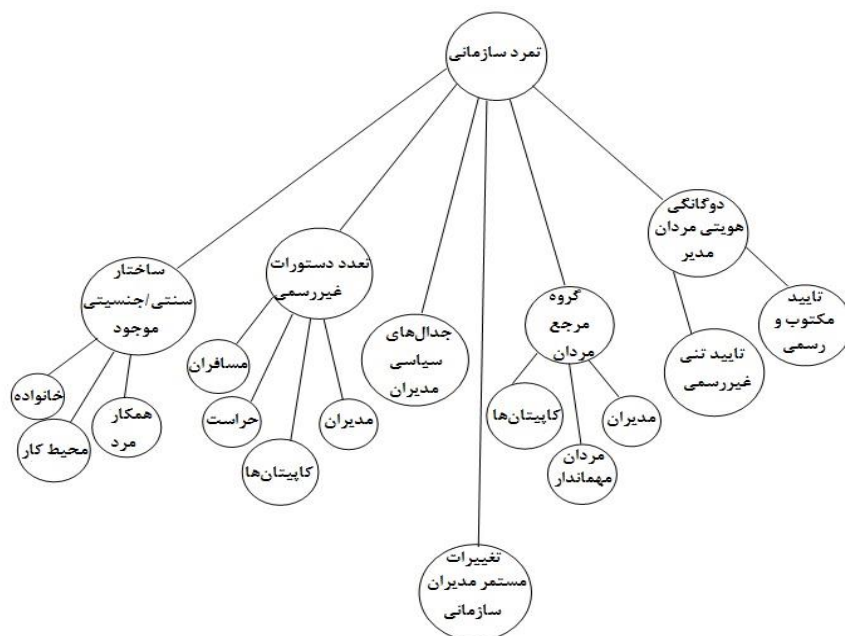 تمرد سازمانی
دوگانگی
هویتی مردان
مدیر
تایید
مکتوب و
رسمی
تایید تنی
غیررسمی
گروه
مرجع
مردان
مدیران
مردان
مهماندار
کاپیتان‌ها
تغییرات
مستمر مدیران
سازمانی
جدال‌های
سیاسی
مدیران
تعدد دستورات
غیررسمی
مدیران
کاپیتان‌ها
حراست
مسافران
ساختار
سنتی/جنسیتی
موجود
همکار
مرد
محیط کار
خانواده